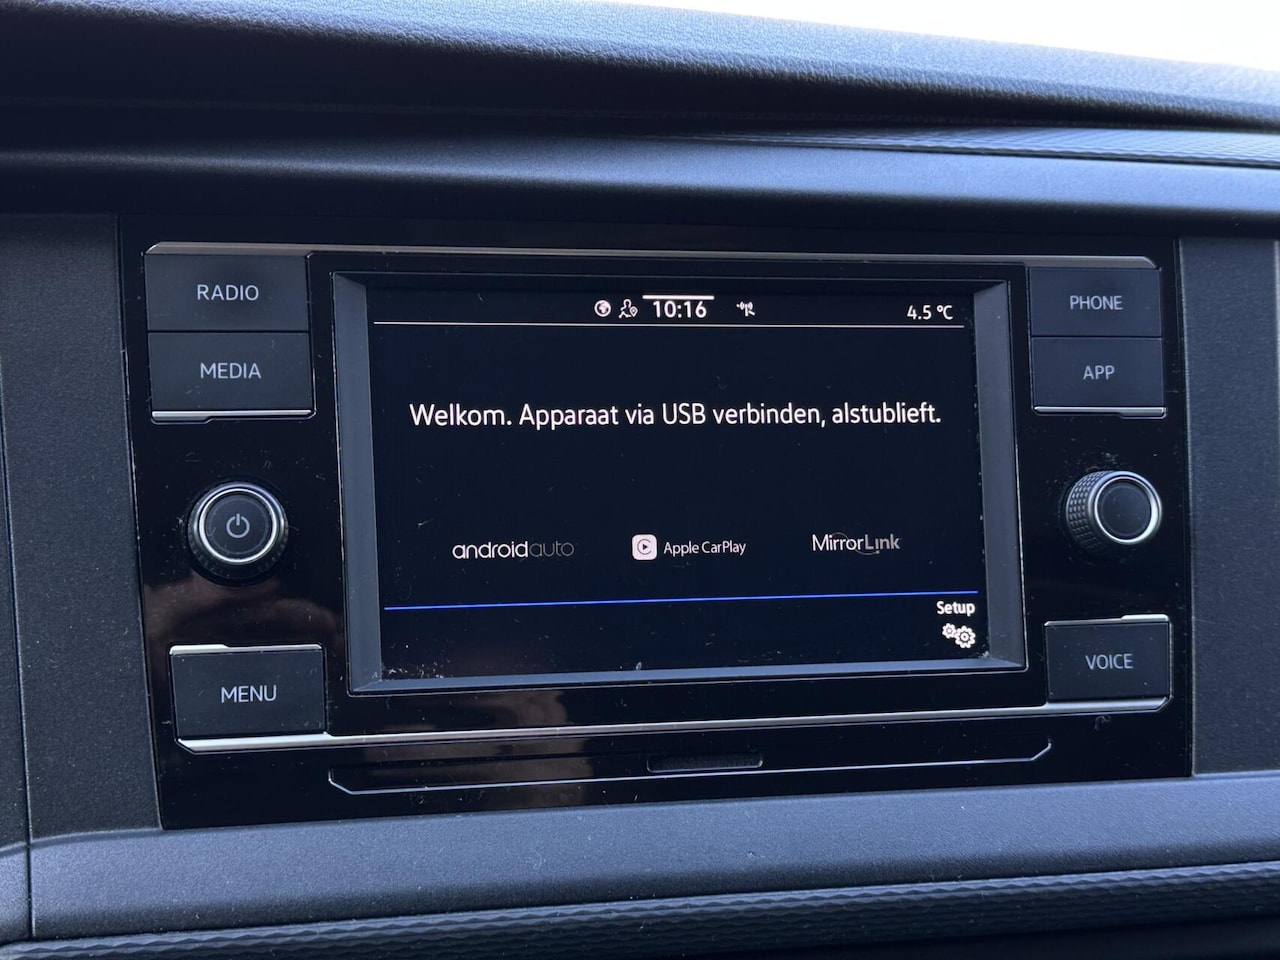 RADIO
MEDIA
10:16
4.5 °C
PHONE
APP
Welkom. Apparaat via USB verbinden, alstublieft.
androidauto
Apple CarPlay
MirrorLink
Setup
MENU
VOICE